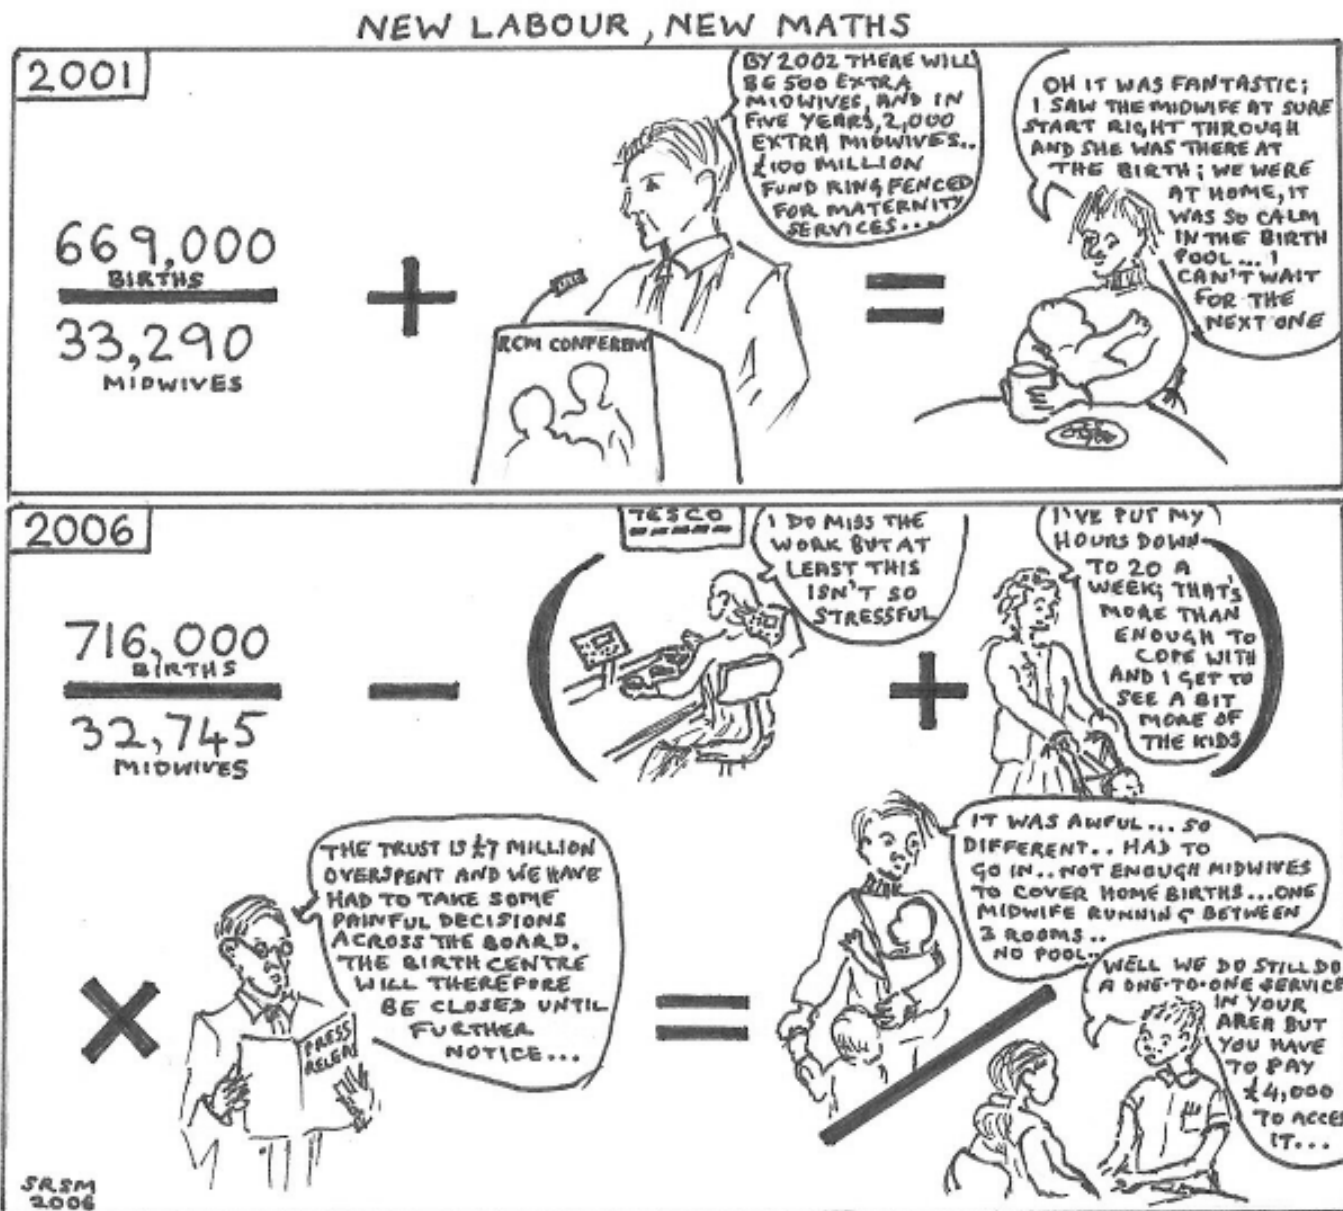 NEW LABOUR, NEW MATHS
2001
669,000
BIRTHS
33,290
MIDWIVES
+
RCM CONFEREN
BY 2002 THERE WILL
BE 500 EXTRA
MIDWIVES, AND IN
FIVE YEARS, 2,000
EXTRA MIDWIVES..
£100 MILLION
FUND RING FENCED
FOR MATERNITY
SERVICES....
=
OH IT WAS FANTASTIC;
I SAW THE MIDWIFE AT SURE
START RIGHT THROUGH
AND SHE WAS THERE AT
THE BIRTH; WE WERE
AT HOME, IT
WAS SO CALM
IN THE BIRTH
POOL... I
CAN'T WAIT
FOR THE
NEXT ONE
2006
716,000
BIRTHS
32,745
MIDWIVES
-
(
TESCO
I DO MISS THE
WORK BUT AT
LEAST THIS
ISN'T SO
STRESSFUL
+
I'VE PUT MY
HOURS DOWN
TO 20 A
WEEK; THAT'S
MORE THAN
ENOUGH TO
COPE WITH
AND I GET TO
SEE A BIT
MORE OF
THE KIDS
)
×
THE TRUST IS £7 MILLION
OVERSPENT AND WE HAVE
HAD TO TAKE SOME
PAINFUL DECISIONS
ACROSS THE BOARD.
THE BIRTH CENTRE
WILL THEREFORE
BE CLOSED UNTIL
FURTHER
NOTICE...
PRESS
RELEA
=
IT WAS AWFUL... SO
DIFFERENT.. HAD TO
GO IN.. NOT ENOUGH MIDWIVES
TO COVER HOME BIRTHS...ONE
MIDWIFE RUNNING BETWEEN
3 ROOMS..
NO POOL..
WELL WE DO STILL DO
A ONE-TO-ONE SERVICE
IN YOUR
AREA BUT
YOU HAVE
TO PAY
£4,000
TO ACCE
IT...
SRSM
2006